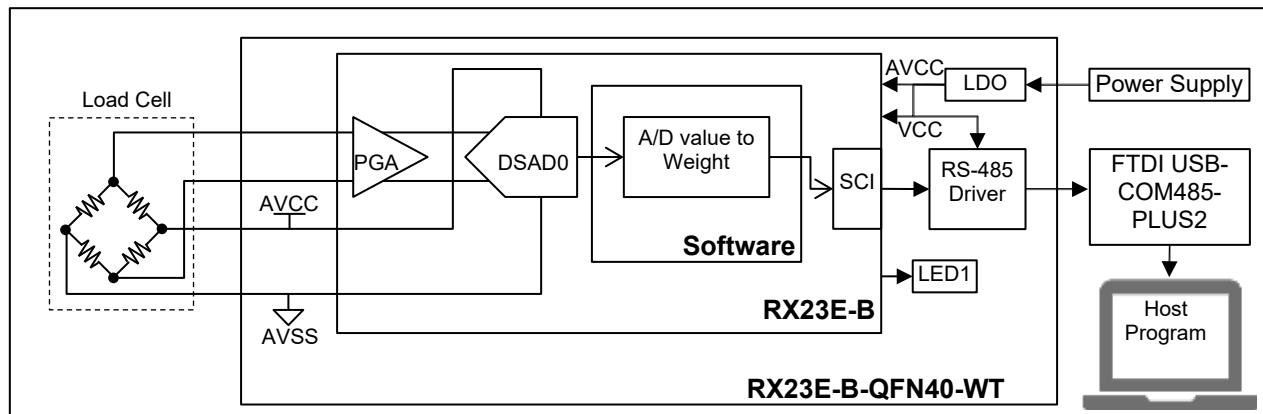 Load Cell
PGA
AVCC
AVSS
DSAD0
A/D value to
Weight
Software
SCI
RX23E-B
AVCC
VCC
LDO
Power Supply
RS-485
Driver
LED1
FTDI USB-
COM485-
PLUS2
Host
Program
RX23E-B-QFN40-WT